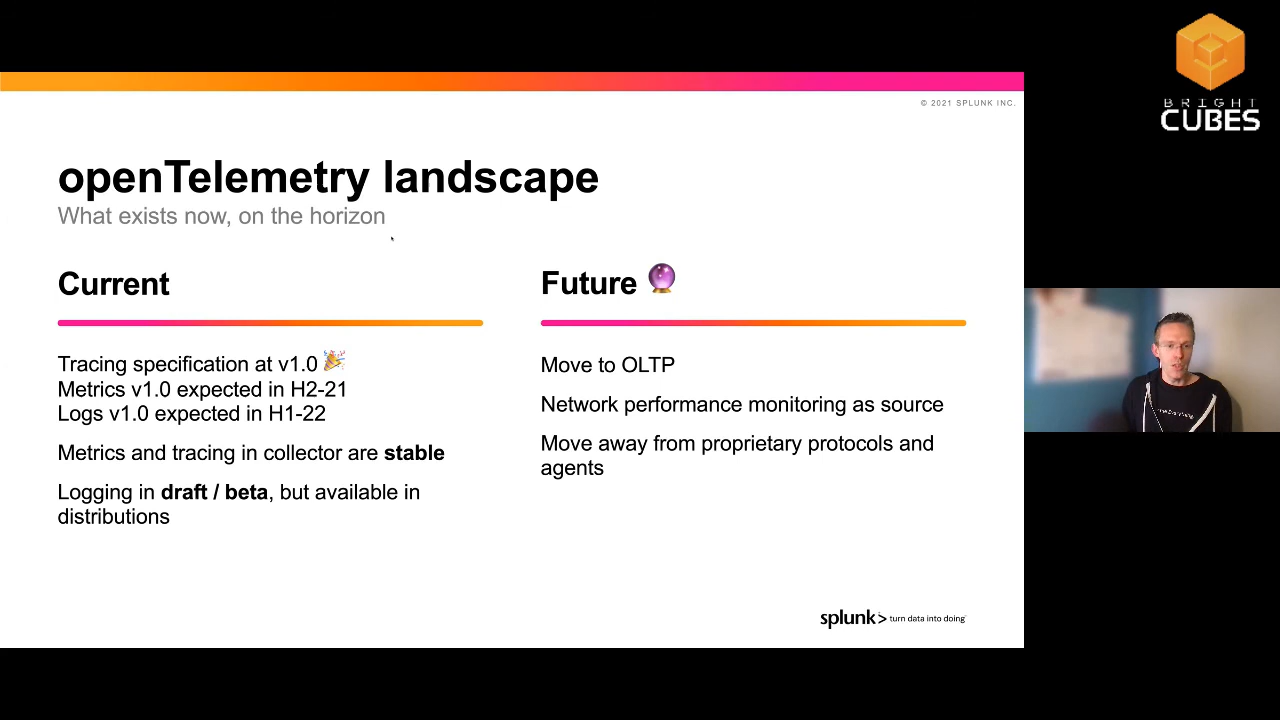 BRIGHT
CUBES
© 2021 SPLUNK INC.
openTelemetry landscape
What exists now, on the horizon
Current
Tracing specification at v1.0 🎉
Metrics v1.0 expected in H2-21
Logs v1.0 expected in H1-22
Metrics and tracing in collector are stable
Logging in draft / beta, but available in
distributions
Future 🔮
Move to OLTP
Network performance monitoring as source
Move away from proprietary protocols and
agents
splunk> turn data into doing